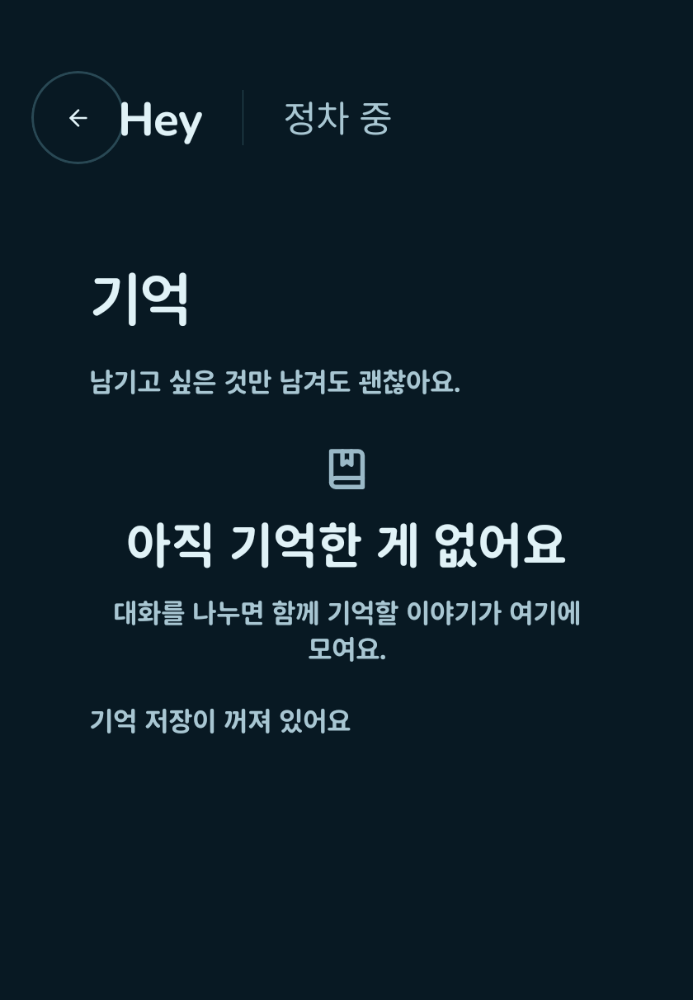 Hey 정차 중
기억
남기고 싶은 것만 남겨도 괜찮아요.
아직 기억한 게 없어요
대화를 나누면 함께 기억할 이야기가 여기에
모여요.
기억 저장이 꺼져 있어요